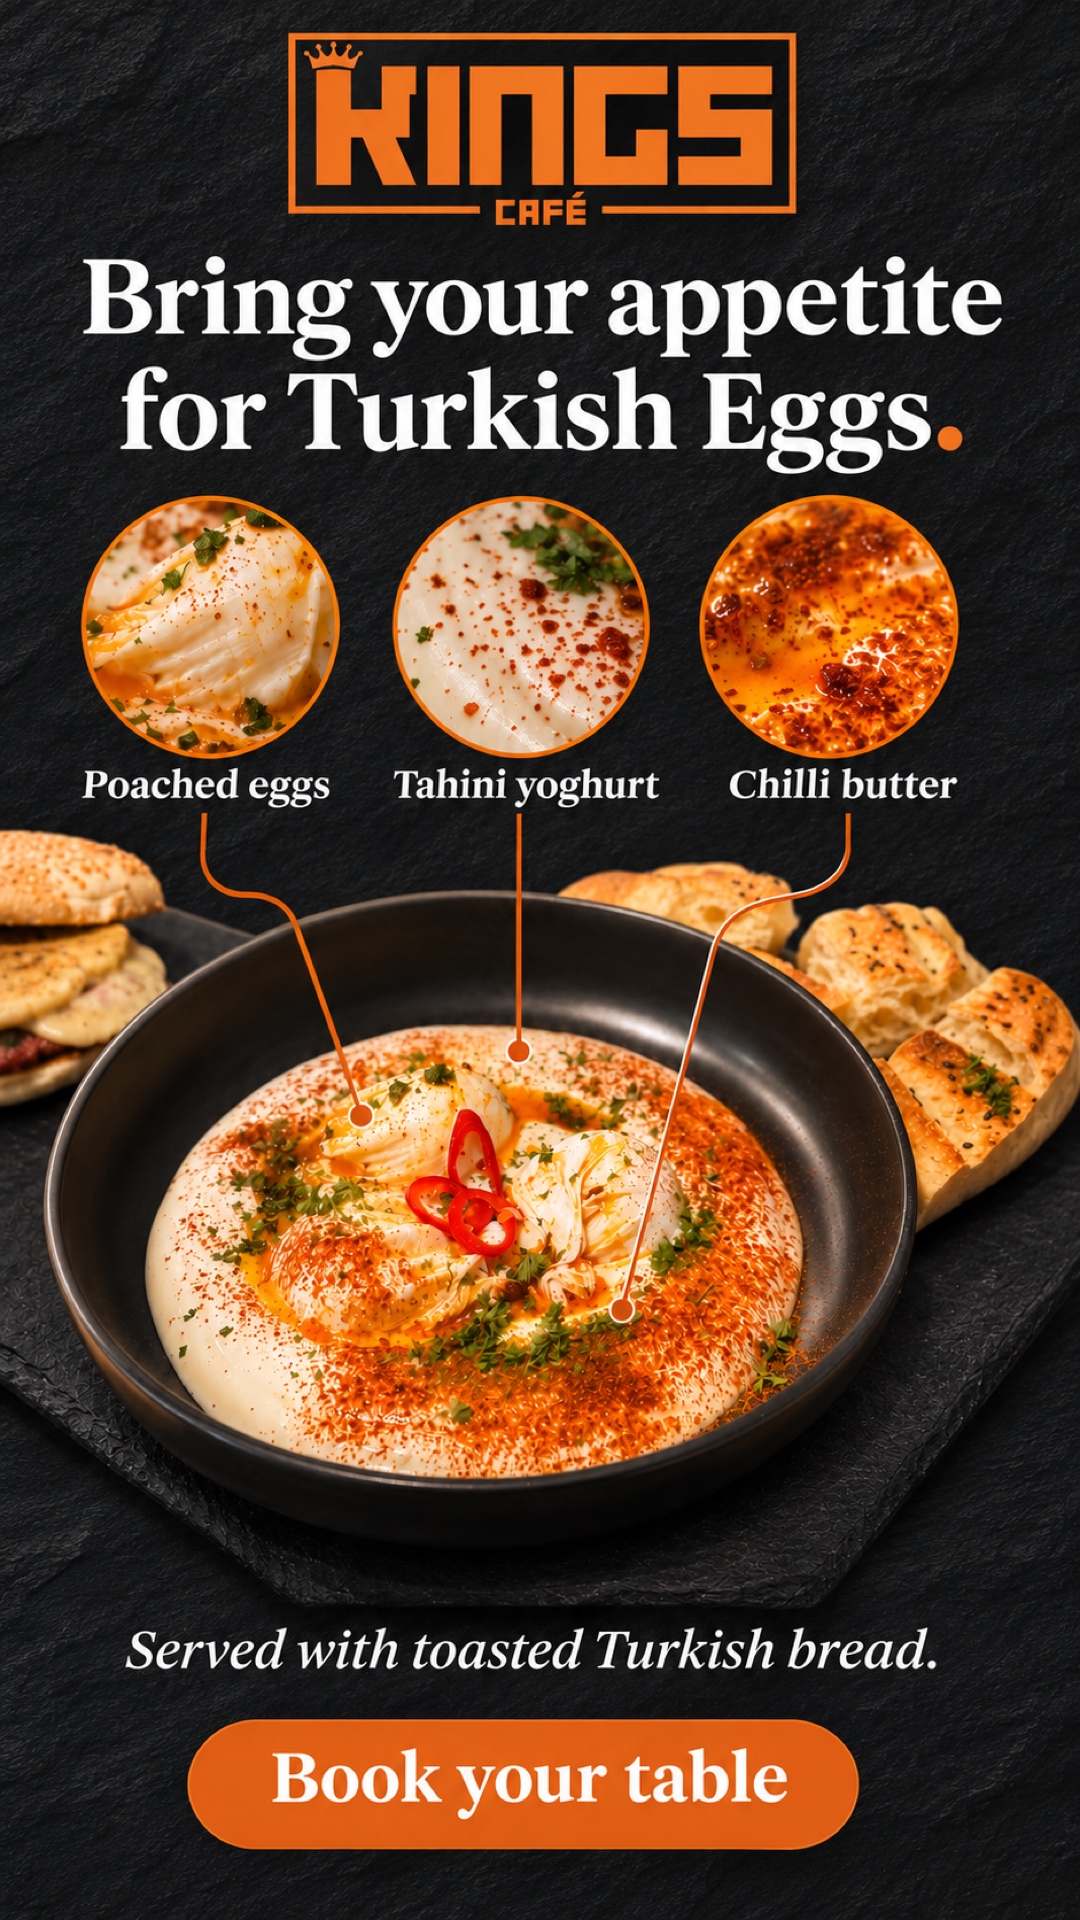 KINGS
CAFÉ
Bring your appetite
for Turkish Eggs.
Poached eggs
Tahini yoghurt
Chilli butter
Served with toasted Turkish bread.
Book your table